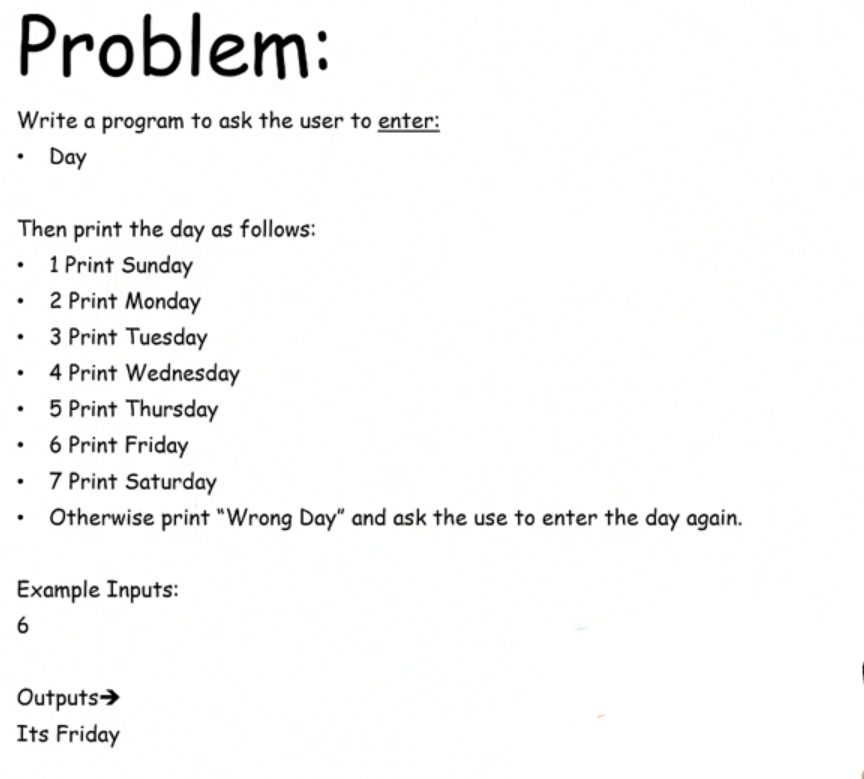 Problem:
Write a program to ask the user to enter:
• Day
Then print the day as follows:
• 1 Print Sunday
• 2 Print Monday
• 3 Print Tuesday
• 4 Print Wednesday
• 5 Print Thursday
• 6 Print Friday
• 7 Print Saturday
• Otherwise print “Wrong Day” and ask the use to enter the day again.
Example Inputs:
6
Outputs➔
Its Friday